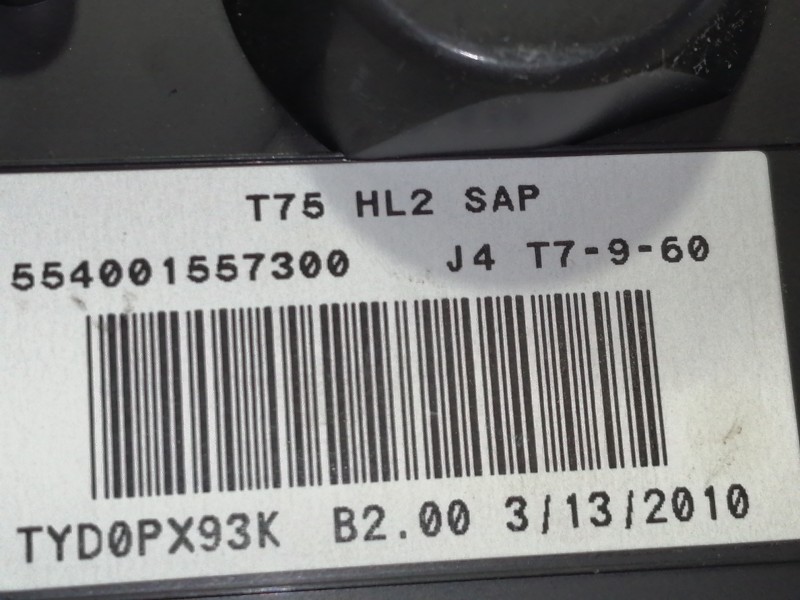 T75 HL2 SAP
554001557300 J4 T7-9-60
TYD0PX93K B2.00 3/13/2010